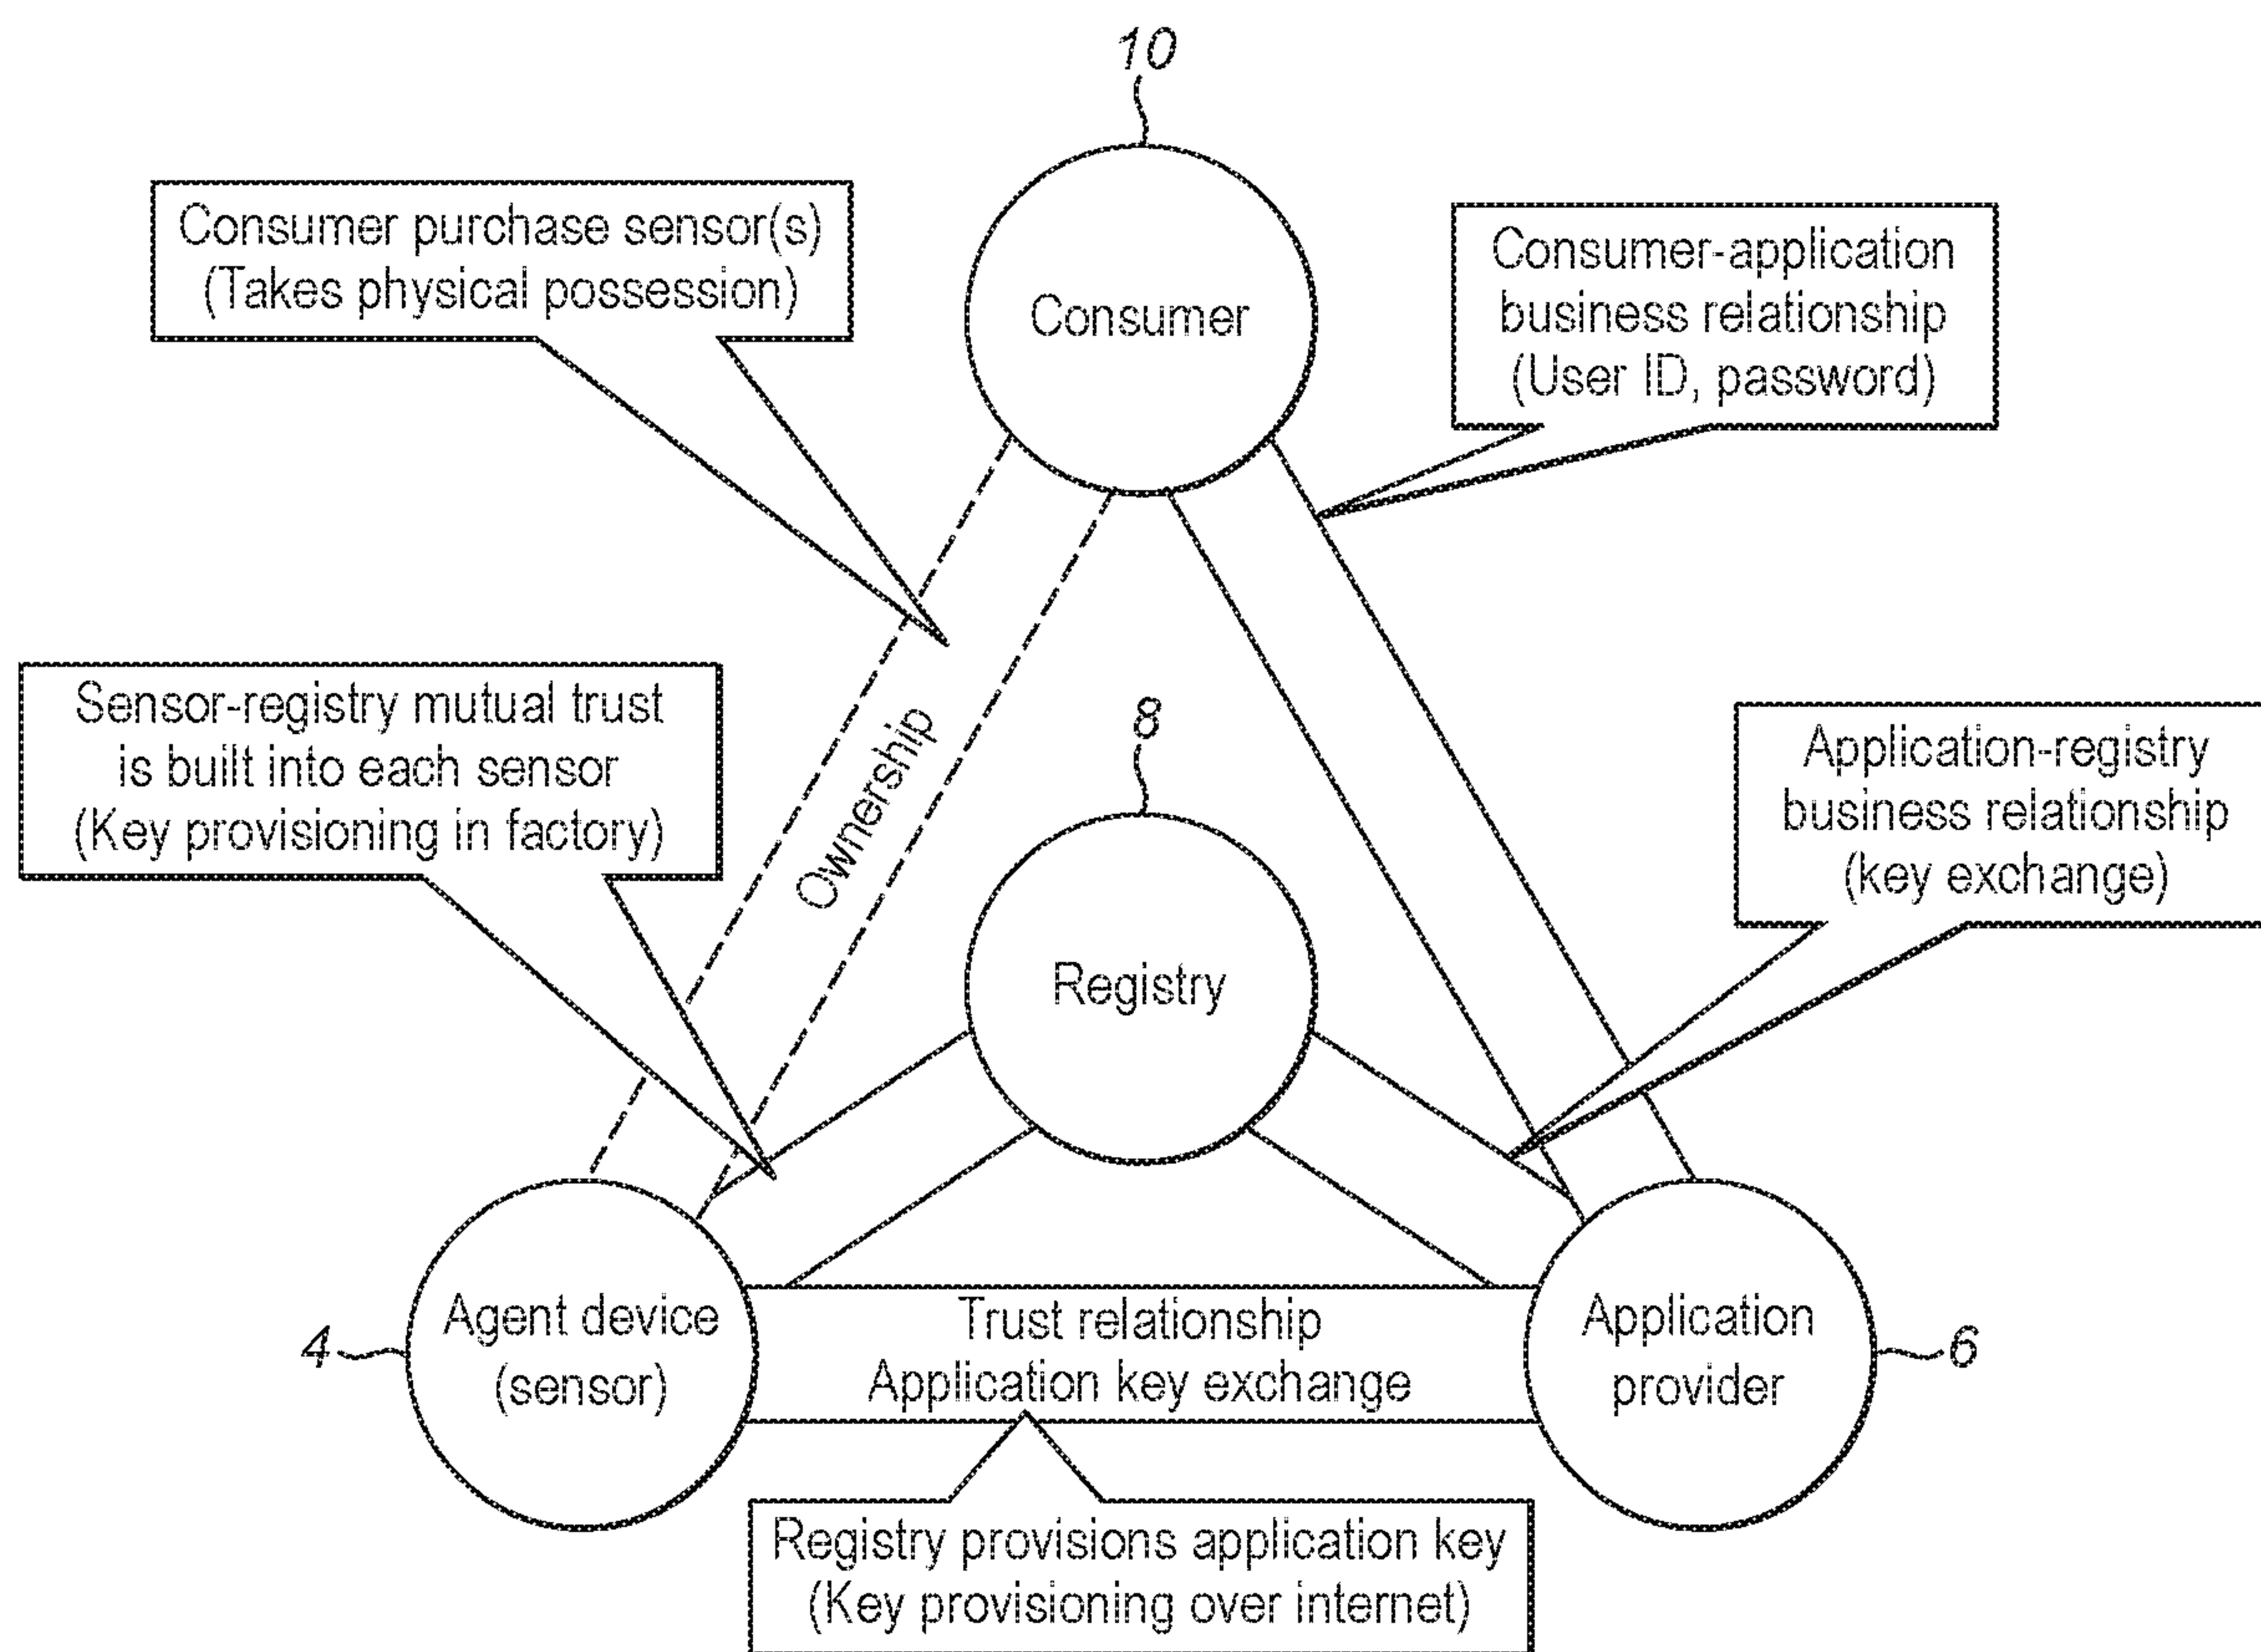 10
Consumer purchase sensor(s)
(Takes physical possession)
Consumer
Consumer-application
business relationship
(User ID, password)
Sensor-registry mutual trust
is built into each sensor
(Key provisioning in factory)
Ownership
8
Registry
Application-registry
business relationship
(key exchange)
4
Agent device
(sensor)
Trust relationship
Application key exchange
Application
provider
6
Registry provisions application key
(Key provisioning over internet)